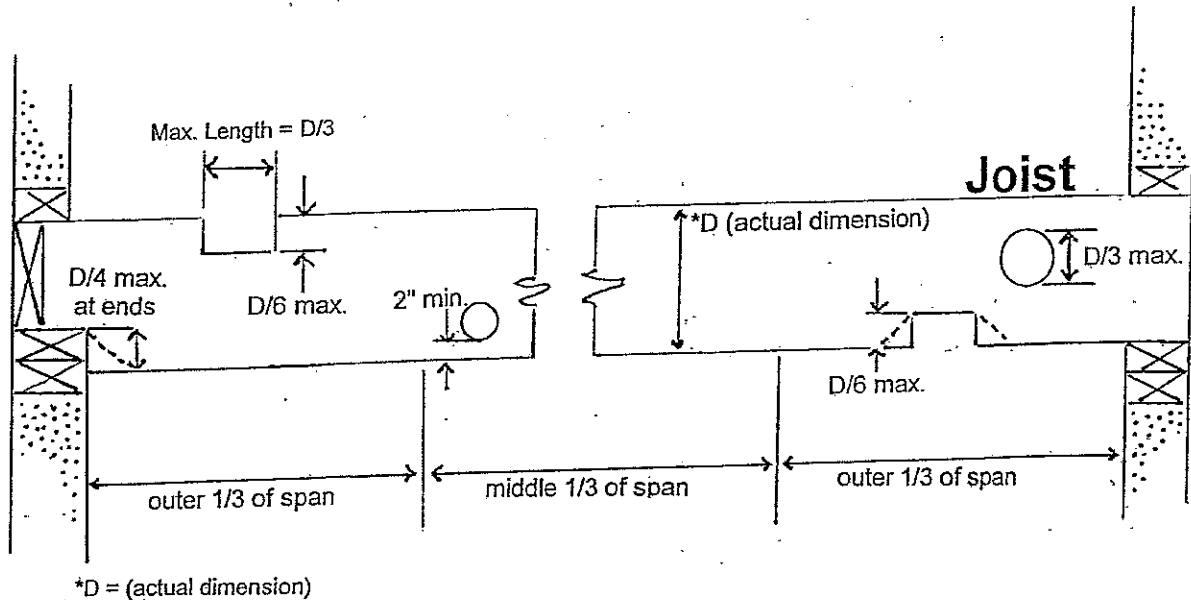 Max. Length = D/3
Joist
*D (actual dimension)
D/3 max.
D/4 max.
at ends
D/6 max.
2" min.
D/6 max.
outer 1/3 of span
middle 1/3 of span
outer 1/3 of span
*D = (actual dimension)